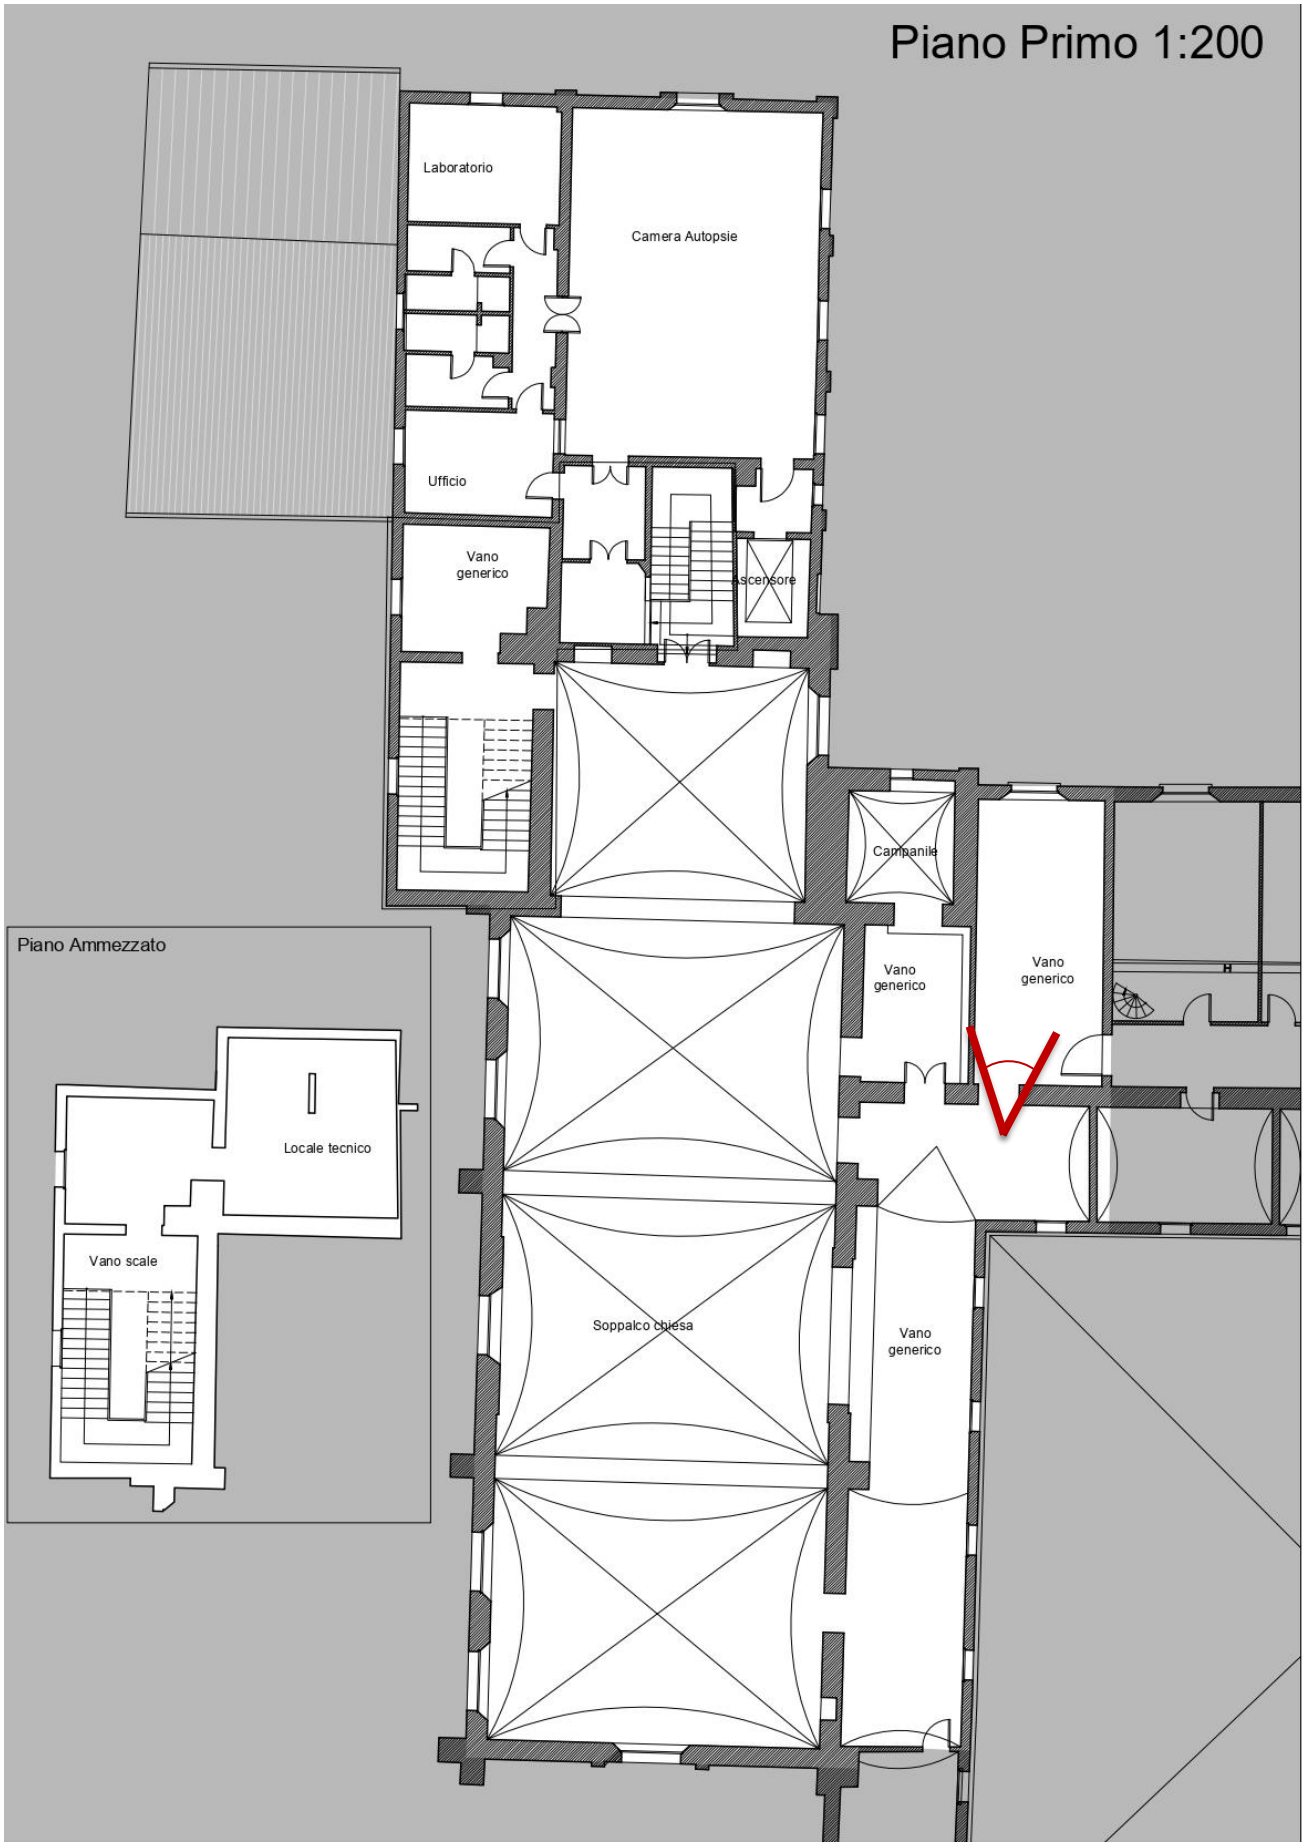 Piano Primo 1:200
Laboratorio
Camera Autopsie
Ufficio
Vano
generico
Ascensore
Campanile
Piano Ammezzato
Vano
generico
Vano
generico
H
Locale tecnico
Vano scale
Soppalco chiesa
Vano
generico